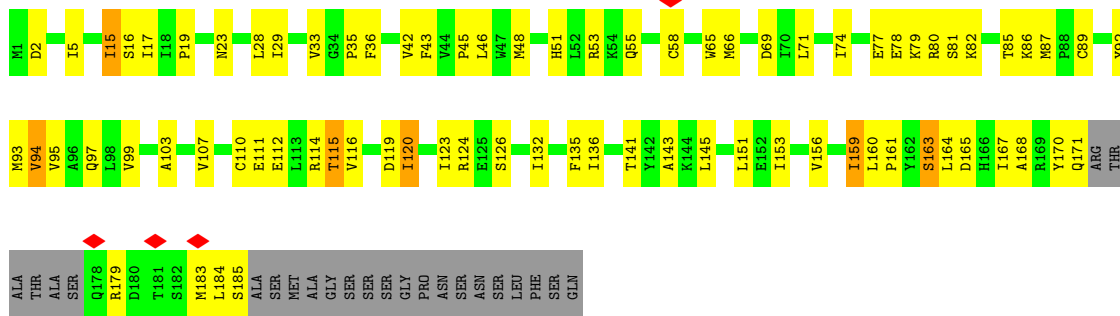 M1 D2 I5 I15 S16 I17 I18 P19 N23 L28 I29 V33 G34 P35 F36 V42 F43 V44 P45 L46 W47 M48 H51 L52 R53 K54 Q55 C58 W65 M66 D69 I70 L71 I74 E77 E78 K79 R80 S81 K82 T85 K86 M87 P88 C89
M93 V94 V95 A96 Q97 L98 V99 A103 V107 C110 E111 E112 L113 R114 T115 V116 D119 I120 I123 R124 E125 S126 I132 F135 I136 T141 Y142 A143 K144 L145 L151 E152 I153 V156 I159 L160 P161 Y162 S163 L164 D165 H166 I167 A168 R169 Y170 Q171 ARG THR
ALA THR ALA SER Q178 R179 D180 T181 S182 M183 L184 S185 ALA SER MET ALA GLY SER SER SER GLY PRO ASN SER ASN SER LEU PHE SER GLN